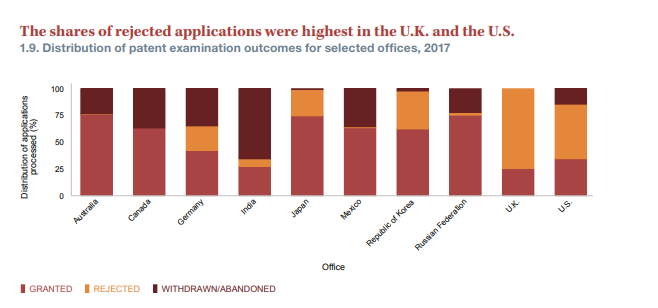 The shares of rejected applications were highest in the U.K. and the U.S.
1.9. Distribution of patent examination outcomes for selected offices, 2017
Distribution of applications
processed (%)
100
75
50
25
0
Australia
Canada
Germany
India
Japan
Mexico
Republic of Korea
Russian Federation
U.K.
U.S.
Office
GRANTED
REJECTED
WITHDRAWN/ABANDONED